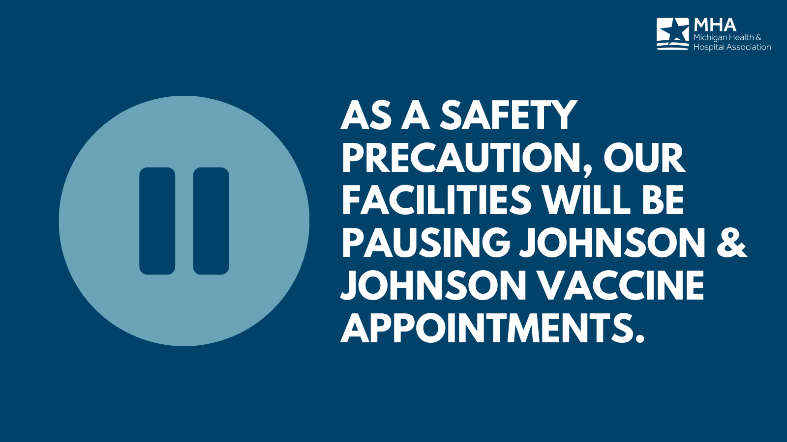 MHA
Michigan Health &
Hospital Association
AS A SAFETY
PRECAUTION, OUR
FACILITIES WILL BE
PAUSING JOHNSON &
JOHNSON VACCINE
APPOINTMENTS.